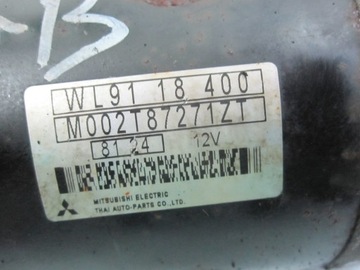 WL91 18 400
M002T87271ZT
8124 12V
MITSUBISHI ELECTRIC
THAI AUTO-PARTS CO.,LTD.